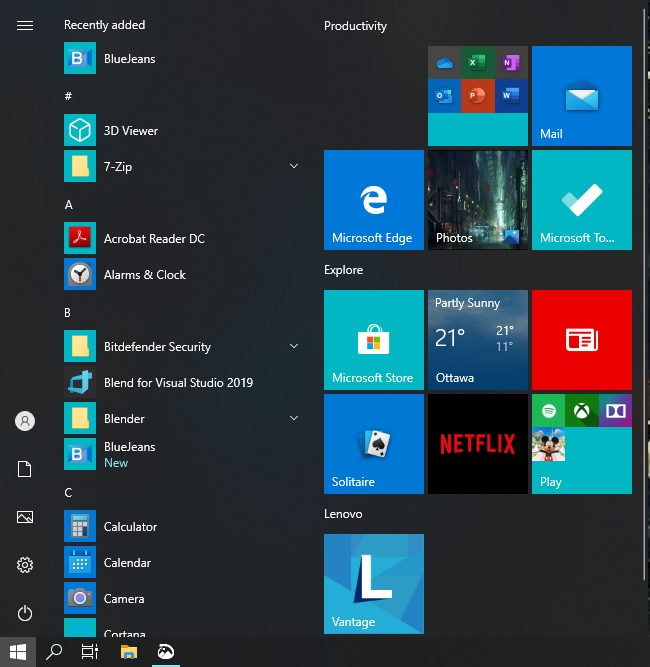 Recently added
BlueJeans
#
3D Viewer
7-Zip
A
Acrobat Reader DC
Alarms & Clock
B
Bitdefender Security
Blend for Visual Studio 2019
Blender
BlueJeans
New
C
Calculator
Calendar
Camera
Cortana
Productivity
Mail
Microsoft Edge
Photos
Microsoft To...
Explore
Microsoft Store
Partly Sunny
21° 21°
11°
Ottawa
Solitaire
NETFLIX
Play
Lenovo
L
Vantage